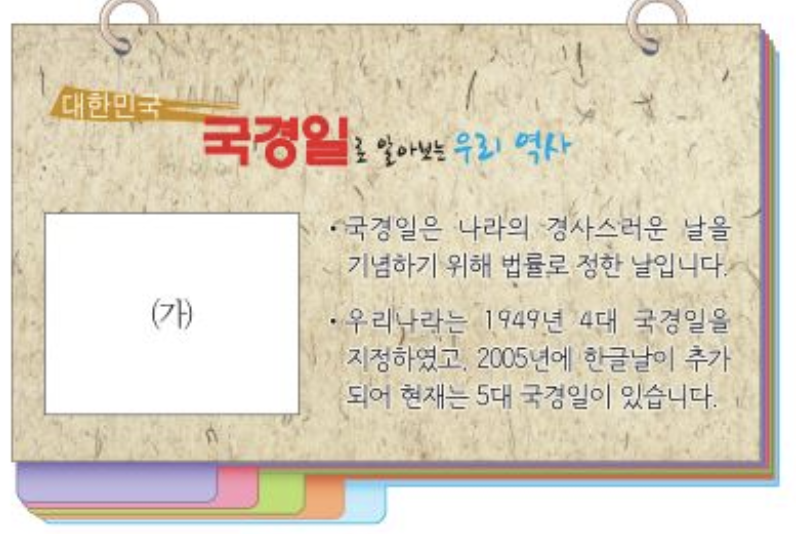 대한민국
국경일로 알아보는 우리 역사
(가)
• 국경일은 나라의 경사스러운 날을
기념하기 위해 법률로 정한 날입니다.
• 우리나라는 1949년 4대 국경일을
지정하였고, 2005년에 한글날이 추가
되어 현재는 5대 국경일이 있습니다.